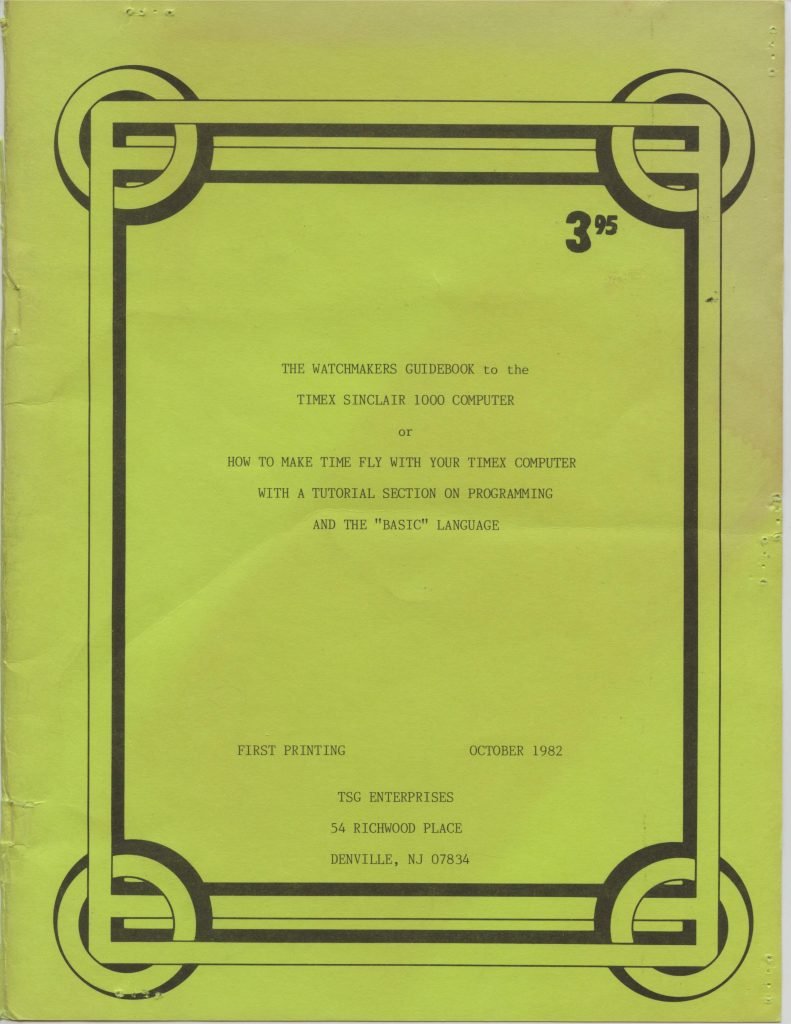 3 95
THE WATCHMAKERS GUIDEBOOK to the
TIMEX SINCLAIR 1000 COMPUTER
or
HOW TO MAKE TIME FLY WITH YOUR TIMEX COMPUTER
WITH A TUTORIAL SECTION ON PROGRAMMING
AND THE "BASIC" LANGUAGE
FIRST PRINTING OCTOBER 1982
TSG ENTERPRISES
54 RICHWOOD PLACE
DENVILLE, NJ 07834